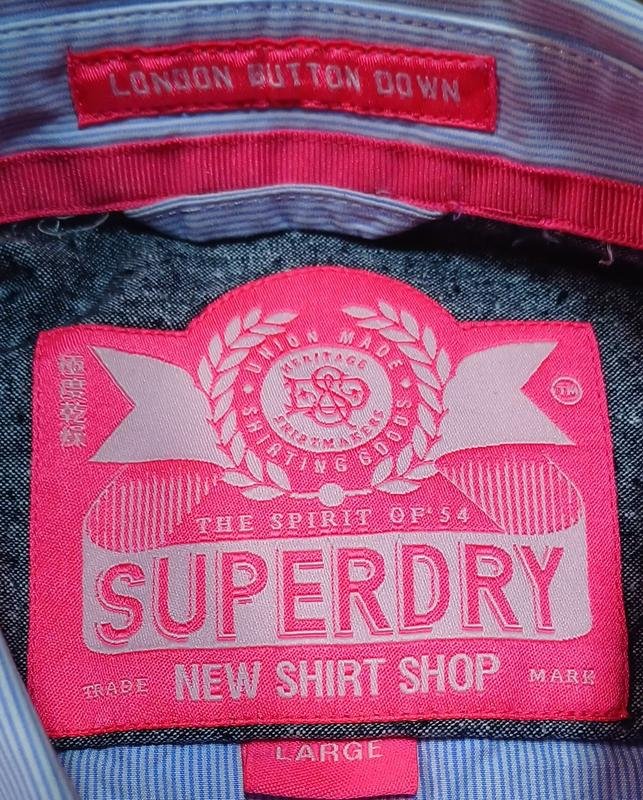 LONDON BUTTON DOWN
UNION MADE
HERITAGE
SHIRTMAKERS
SHIRTING GOODS
TM
THE SPIRIT OF '54
SUPERDRY
TRADE NEW SHIRT SHOP MARK
LARGE